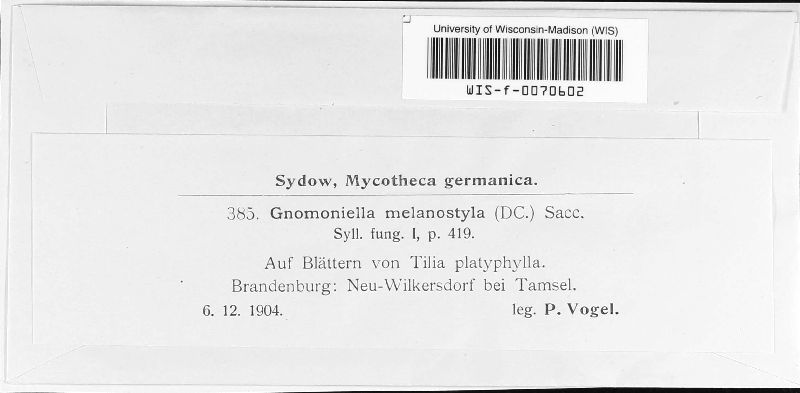 University of Wisconsin-Madison (WIS)
WIS-f-0070602
Sydow, Mycotheca germanica.
385. Gnomoniella melanostyla (DC.) Sacc.
Syll. fung. I, p. 419.
Auf Blättern von Tilia platyphylla.
Brandenburg: Neu-Wilkersdorf bei Tamsel.
6. 12. 1904. leg. P. Vogel.